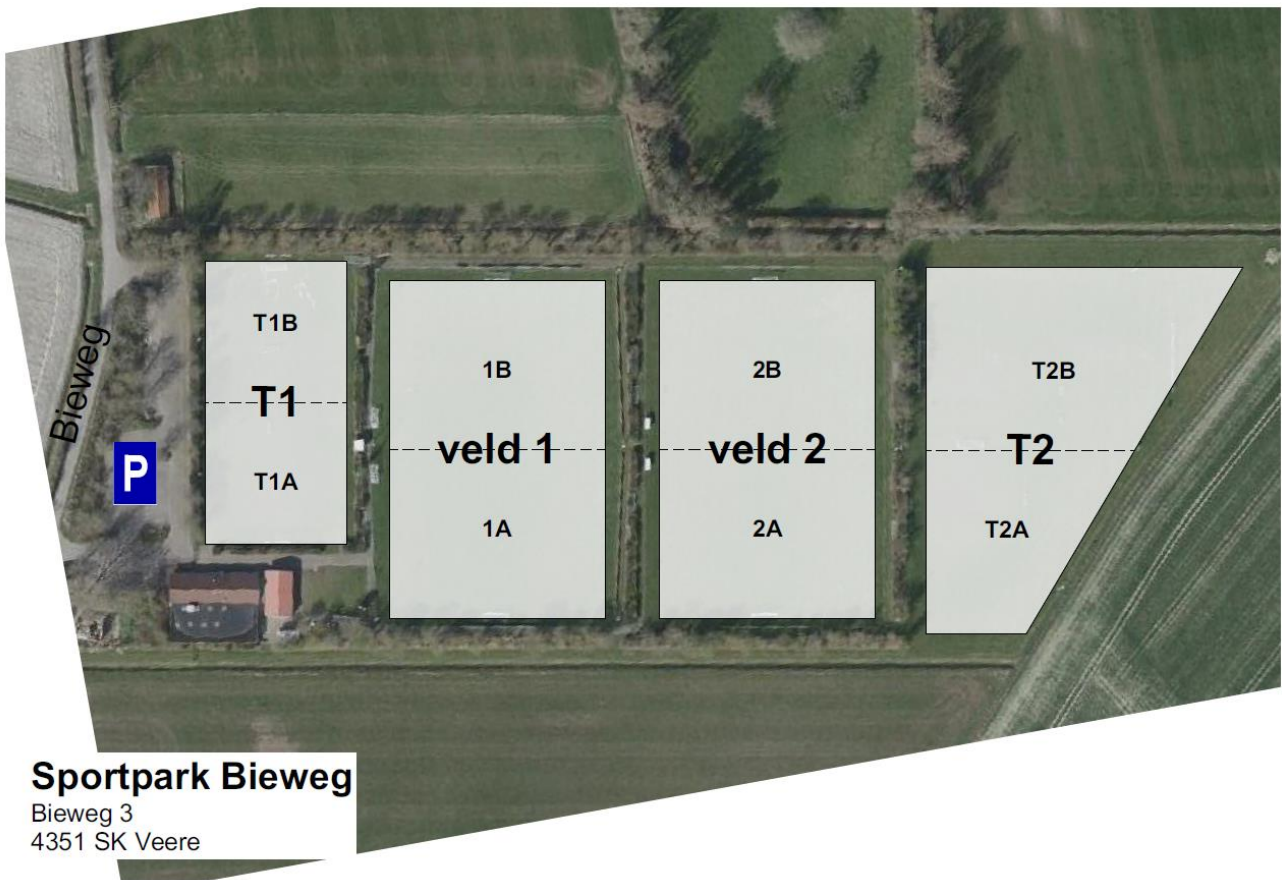 T1B
T1
T1A
1B
veld 1
1A
2B
veld 2
2A
T2B
T2
T2A
Bieweg
P
Sportpark Bieweg
Bieweg 3
4351 SK Veere